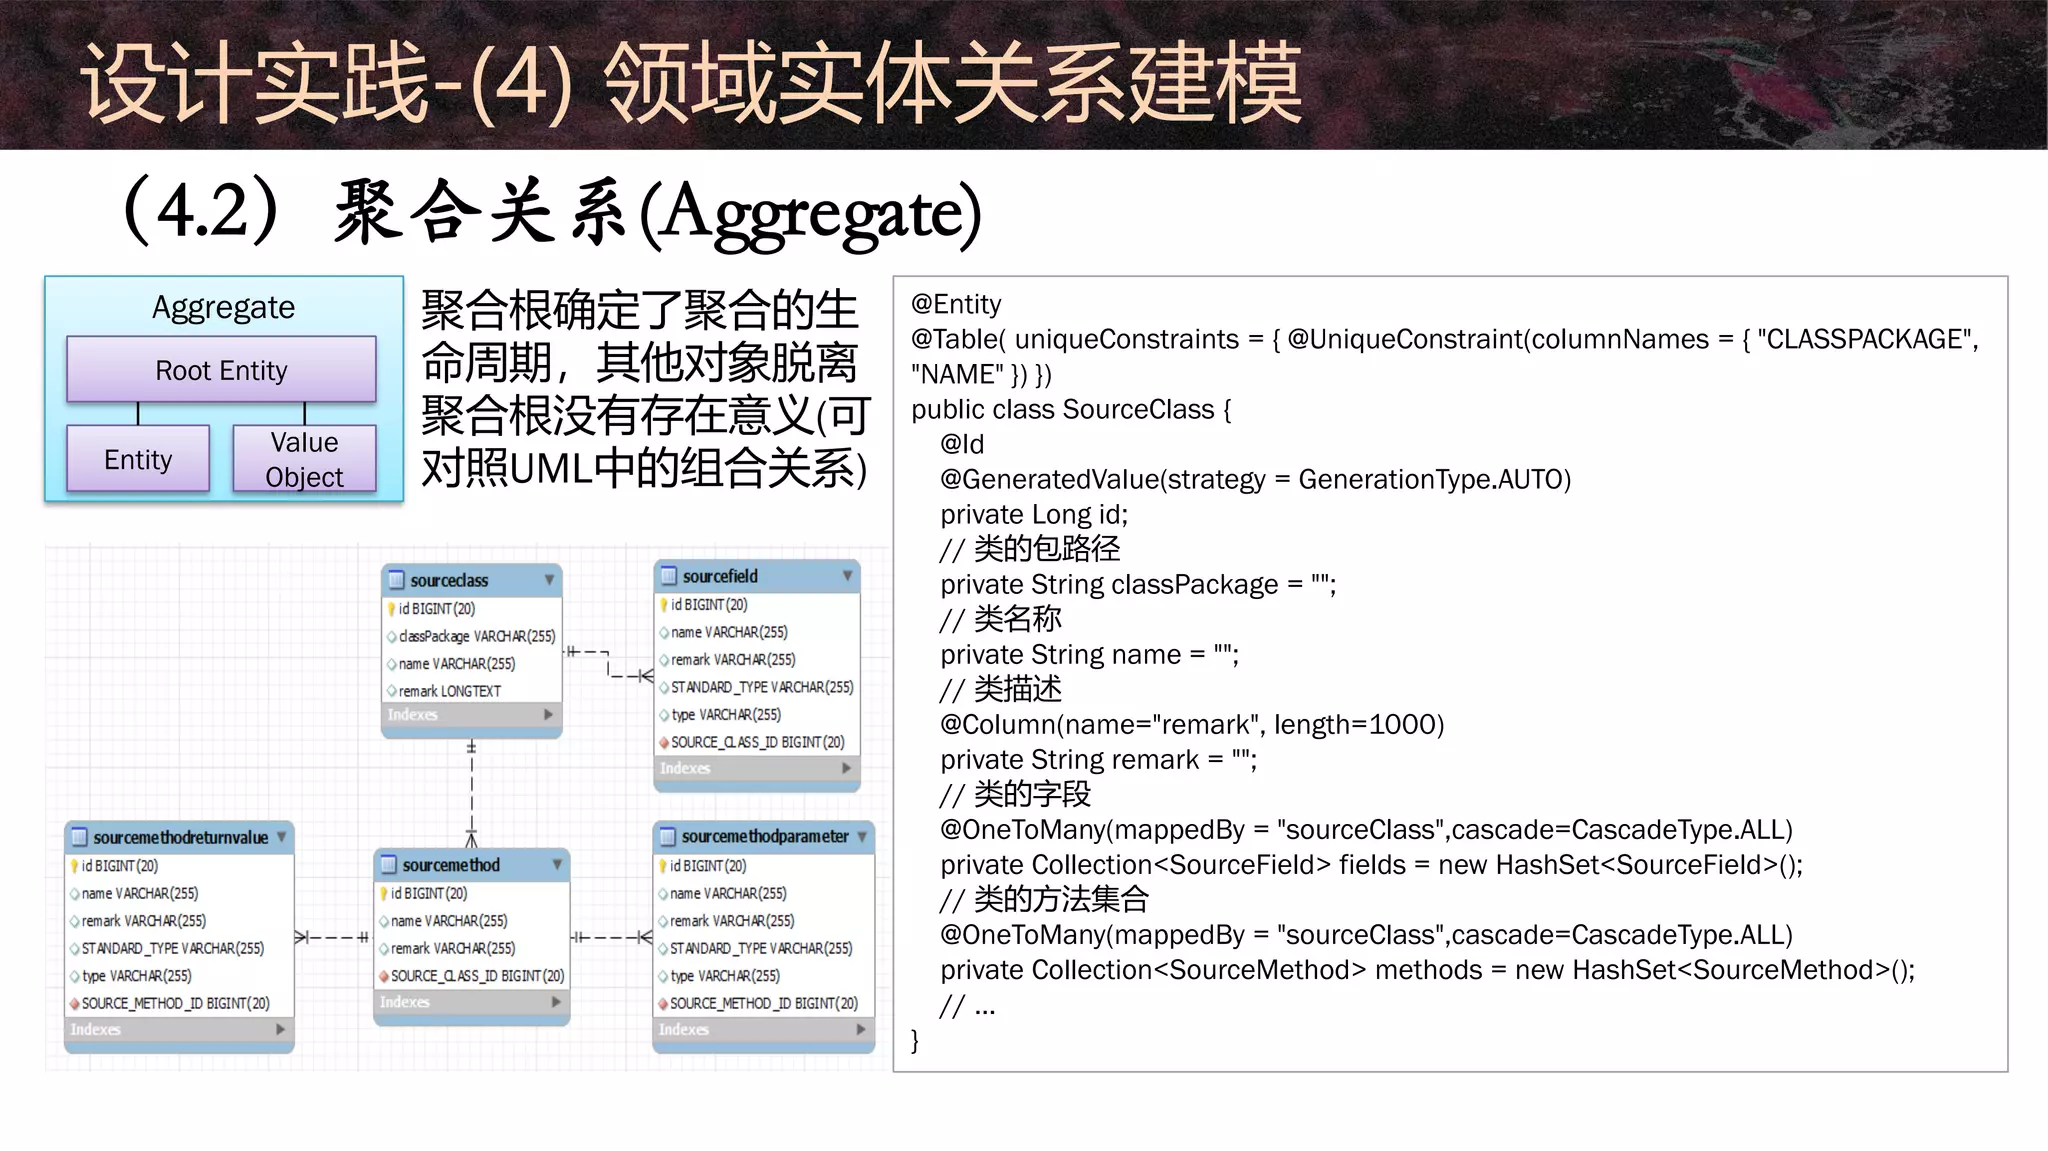 设计实践-(4) 领域实体关系建模
（4.2）聚合关系(Aggregate)
Aggregate
Root Entity
Entity
Value
Object
聚合根确定了聚合的生
命周期，其他对象脱离
聚合根没有存在意义(可
对照UML中的组合关系)
sourceclass
id BIGINT(20)
classPackage VARCHAR(255)
name VARCHAR(255)
remark LONGTEXT
Indexes
sourcefield
id BIGINT(20)
name VARCHAR(255)
remark VARCHAR(255)
STANDARD_TYPE VARCHAR(255)
type VARCHAR(255)
SOURCE_CLASS_ID BIGINT(20)
Indexes
sourcemethodreturnvalue
id BIGINT(20)
name VARCHAR(255)
remark VARCHAR(255)
STANDARD_TYPE VARCHAR(255)
type VARCHAR(255)
SOURCE_METHOD_ID BIGINT(20)
Indexes
sourcemethod
id BIGINT(20)
name VARCHAR(255)
remark VARCHAR(255)
SOURCE_CLASS_ID BIGINT(20)
Indexes
sourcemethodparameter
id BIGINT(20)
name VARCHAR(255)
remark VARCHAR(255)
STANDARD_TYPE VARCHAR(255)
type VARCHAR(255)
SOURCE_METHOD_ID BIGINT(20)
Indexes
@Entity
@Table( uniqueConstraints = { @UniqueConstraint(columnNames = { "CLASSPACKAGE",
"NAME" }) })
public class SourceClass {
@Id
@GeneratedValue(strategy = GenerationType.AUTO)
private Long id;
// 类的包路径
private String classPackage = "";
// 类名称
private String name = "";
// 类描述
@Column(name="remark", length=1000)
private String remark = "";
// 类的字段
@OneToMany(mappedBy = "sourceClass",cascade=CascadeType.ALL)
private Collection<SourceField> fields = new HashSet<SourceField>();
// 类的方法集合
@OneToMany(mappedBy = "sourceClass",cascade=CascadeType.ALL)
private Collection<SourceMethod> methods = new HashSet<SourceMethod>();
// ...
}